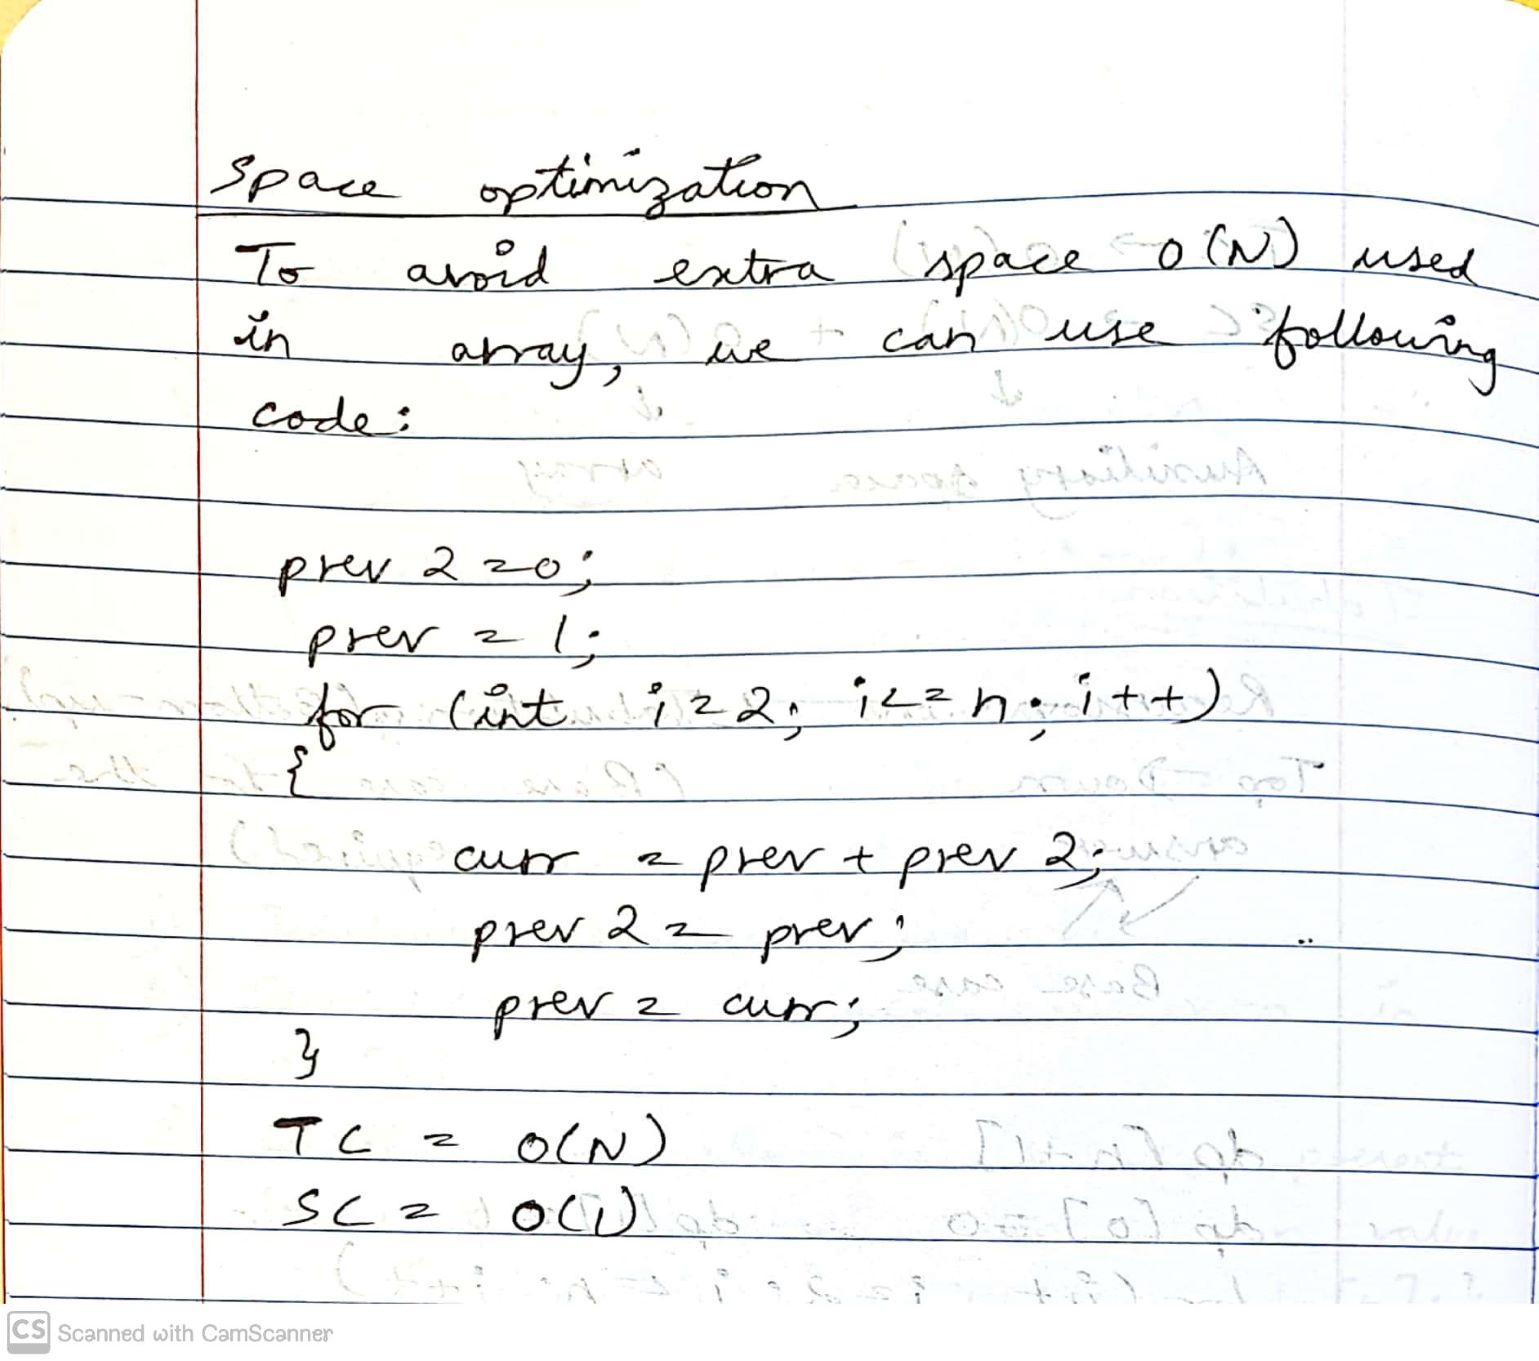 Space optimization
To avoid extra space O(N) used
in array, we can use following
code:
prev 2 = 0;
prev = 1;
for (int i = 2; i <= n; i++)
{
curr = prev + prev 2;
prev 2 = prev;
prev = curr;
}
TC = O(N)
SC = O(1)
CS Scanned with CamScanner